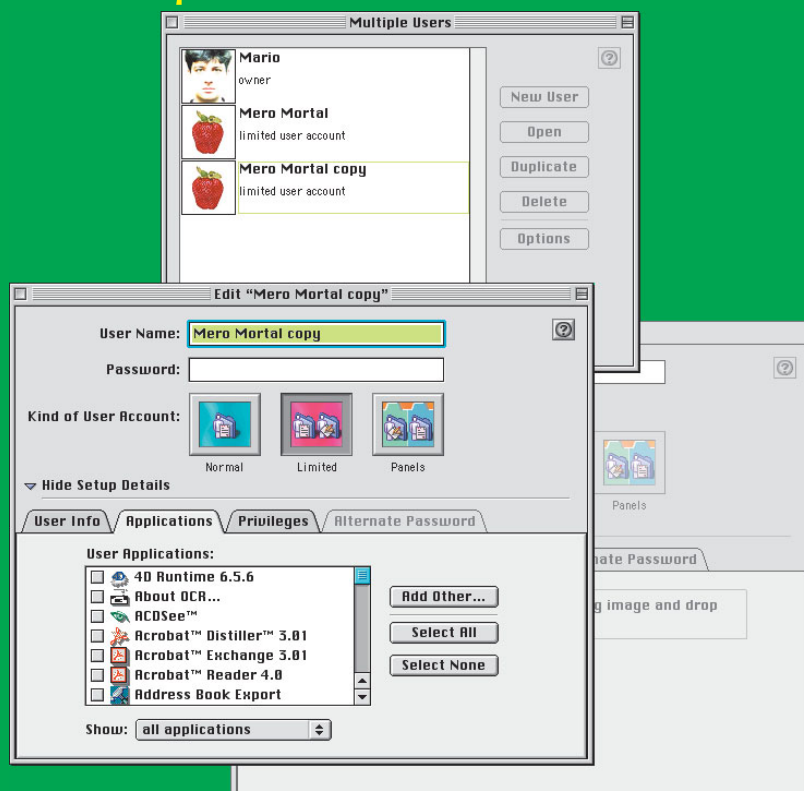 Multiple Users
Mario
owner
Mero Mortal
limited user account
Mero Mortal copy
limited user account
New User
Open
Duplicate
Delete
Options
Edit “Mero Mortal copy”
User Name: Mero Mortal copy
Password:
Kind of User Account:
Normal Limited Panels
Hide Setup Details
User Info Applications Privileges Alternate Password
User Applications:
4D Runtime 6.5.6
About OCR...
ACDSee™
Acrobat™ Distiller™ 3.01
Acrobat™ Exchange 3.01
Acrobat™ Reader 4.0
Address Book Export
Add Other...
Select All
Select None
Show: all applications
Panels
nate Password
g image and drop